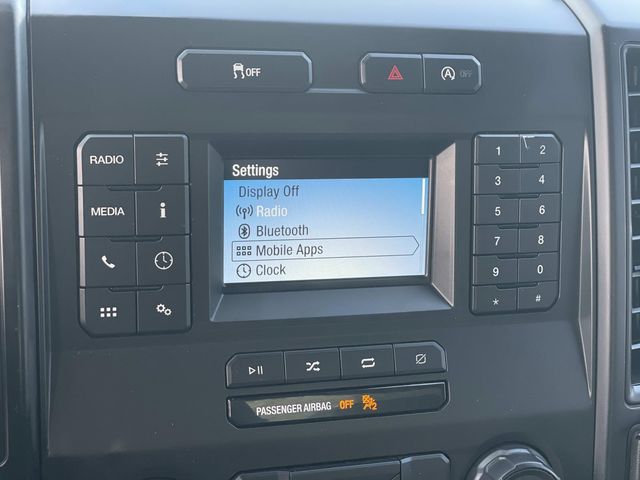 OFF
A OFF
RADIO
MEDIA
i
Settings
Display Off
Radio
Bluetooth
Mobile Apps
Clock
1 2
3 4
5 6
7 8
9 0
* #
PASSENGER AIRBAG OFF 2